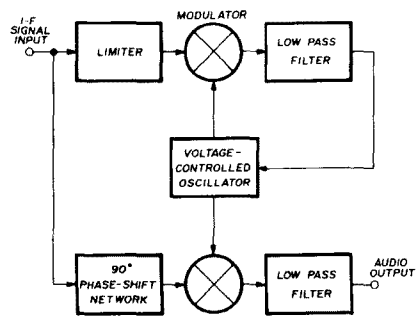 I-F
SIGNAL
INPUT
LIMITER
MODULATOR
LOW PASS
FILTER
VOLTAGE-
CONTROLLED
OSCILLATOR
90°
PHASE-SHIFT
NETWORK
LOW PASS
FILTER
AUDIO
OUTPUT